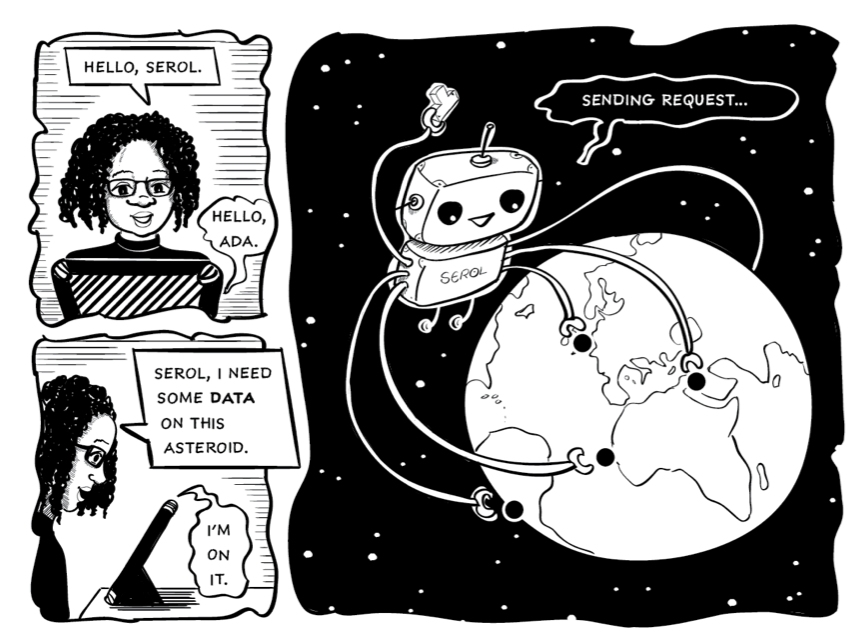 HELLO, SEROL.
HELLO,
ADA.
SEROL, I NEED
SOME DATA
ON THIS
ASTEROID.
I'M
ON
IT.
SENDING REQUEST...
SEROL